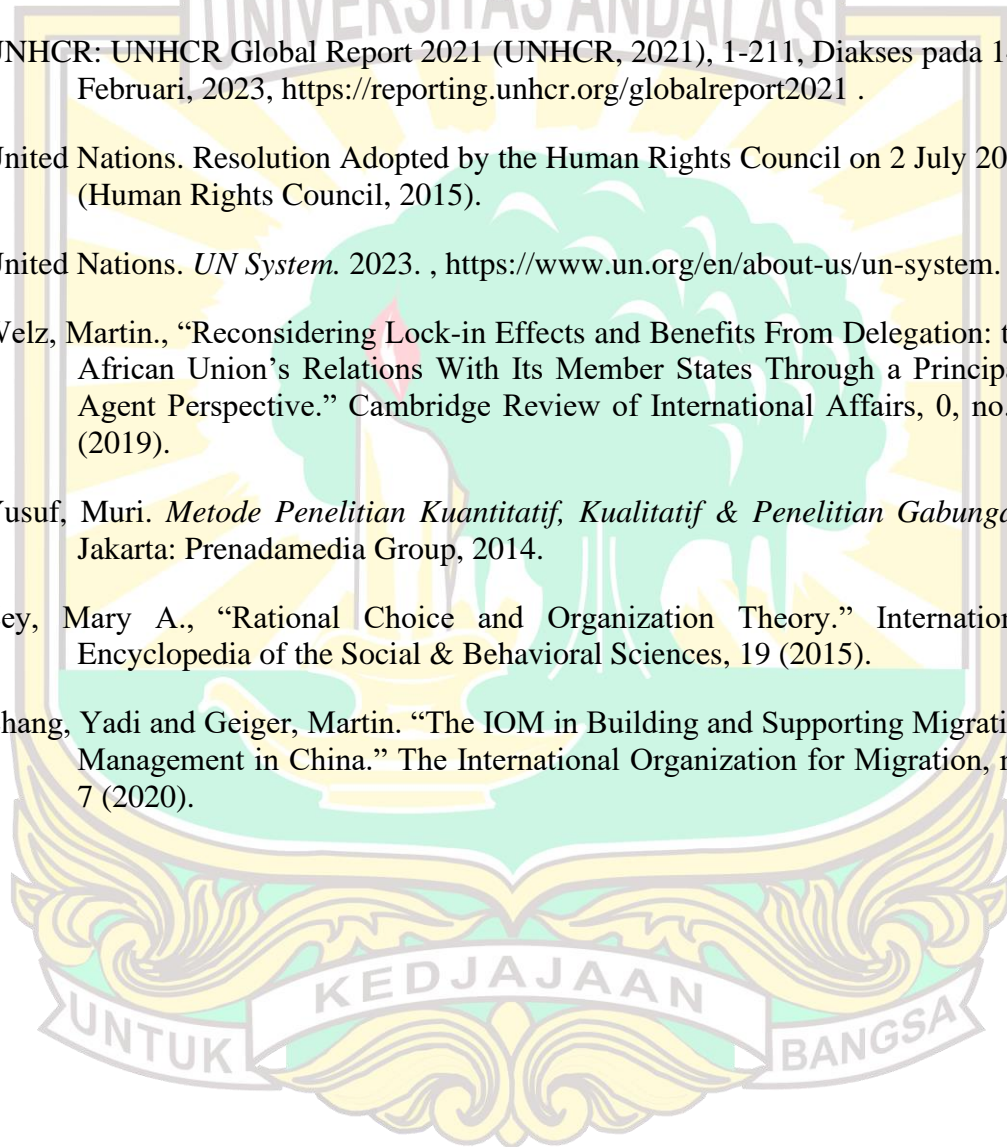 UNIVERSITAS ANDALAS
UNHCR: UNHCR Global Report 2021 (UNHCR, 2021), 1-211, Diakses pada 1
Februari, 2023, https://reporting.unhcr.org/globalreport2021 .
United Nations. Resolution Adopted by the Human Rights Council on 2 July 20
(Human Rights Council, 2015).
United Nations. UN System. 2023. , https://www.un.org/en/about-us/un-system.
Welz, Martin., “Reconsidering Lock-in Effects and Benefits From Delegation: t
African Union’s Relations With Its Member States Through a Princip
Agent Perspective.” Cambridge Review of International Affairs, 0, no.
(2019).
Yusuf, Muri. Metode Penelitian Kuantitatif, Kualitatif & Penelitian Gabung
Jakarta: Prenadamedia Group, 2014.
ey, Mary A., “Rational Choice and Organization Theory.” Internation
Encyclopedia of the Social & Behavioral Sciences, 19 (2015).
hang, Yadi and Geiger, Martin. “The IOM in Building and Supporting Migrati
Management in China.” The International Organization for Migration, n
7 (2020).
UNTUK KEDJAJAAN BANGSA